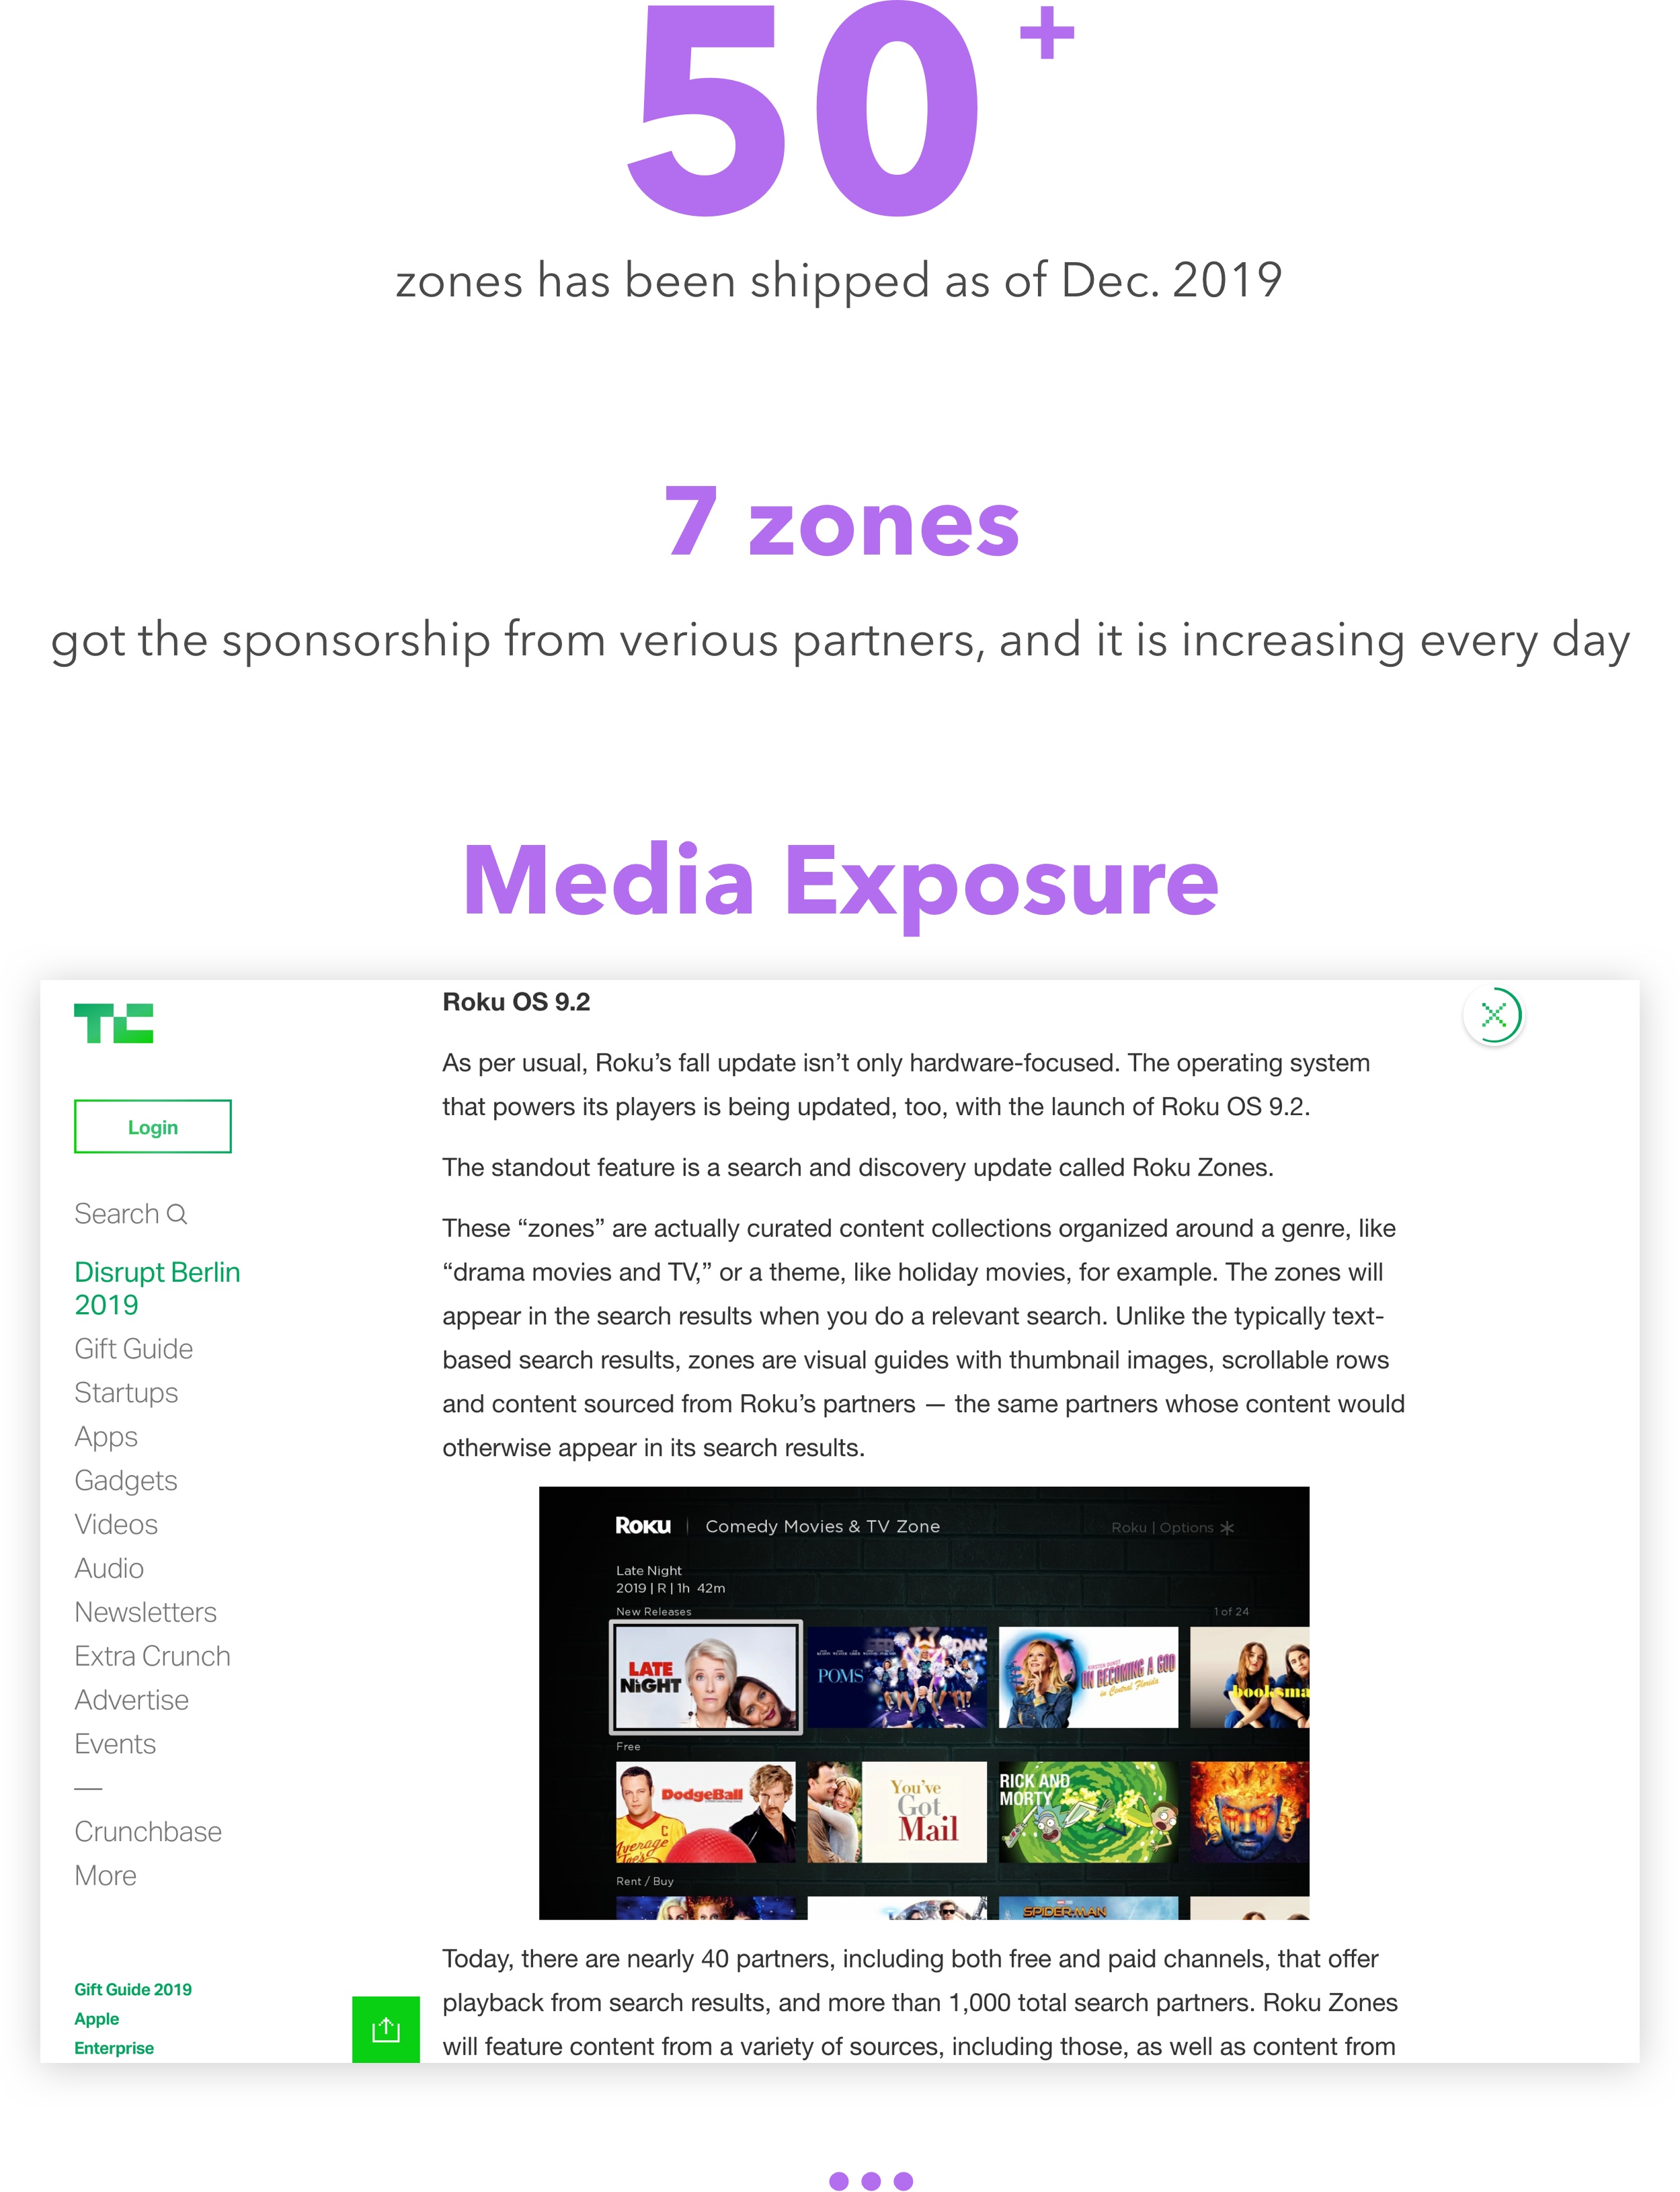 50+
zones has been shipped as of Dec. 2019
7 zones
got the sponsorship from verious partners, and it is increasing every day
Media Exposure
TC
Login
Search
Disrupt Berlin
2019
Gift Guide
Startups
Apps
Gadgets
Videos
Audio
Newsletters
Extra Crunch
Advertise
Events
—
Crunchbase
More
Gift Guide 2019
Apple
Enterprise
Roku OS 9.2
As per usual, Roku’s fall update isn’t only hardware-focused. The operating system
that powers its players is being updated, too, with the launch of Roku OS 9.2.
The standout feature is a search and discovery update called Roku Zones.
These “zones” are actually curated content collections organized around a genre, like
“drama movies and TV,” or a theme, like holiday movies, for example. The zones will
appear in the search results when you do a relevant search. Unlike the typically text-
based search results, zones are visual guides with thumbnail images, scrollable rows
and content sourced from Roku’s partners — the same partners whose content would
otherwise appear in its search results.
Roku | Comedy Movies & TV Zone
Roku | Options
Late Night
2019 | R | 1h 42m
New Releases
1 of 24
LATE
NiGHT
POMS
ON BECOMING A GOD
in Central Florida
booksma
Free
DodgeBall
Average
Joe's
You've
Got
Mail
RICK AND
MORTY
Rent / Buy
SPIDER-MAN
Today, there are nearly 40 partners, including both free and paid channels, that offer
playback from search results, and more than 1,000 total search partners. Roku Zones
will feature content from a variety of sources, including those, as well as content from